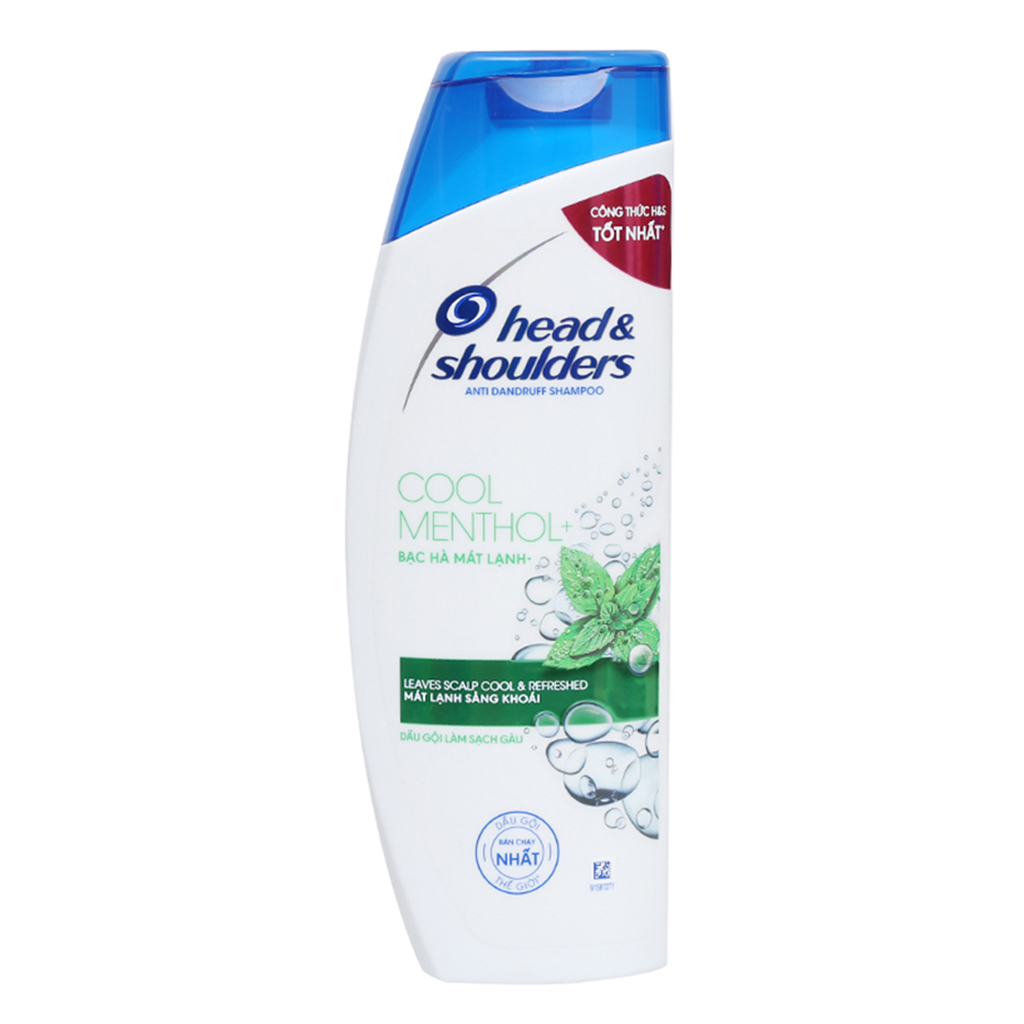 CÔNG THỨC H&S
TỐT NHẤT*
head &
shoulders
ANTI DANDRUFF SHAMPOO
COOL
MENTHOL+
BẠC HÀ MÁT LẠNH+
LEAVES SCALP COOL & REFRESHED
MÁT LẠNH SẢNG KHOÁI
DẦU GỘI LÀM SẠCH GÀU
DẦU GỘI
BÁN CHẠY
NHẤT
THẾ GIỚI*